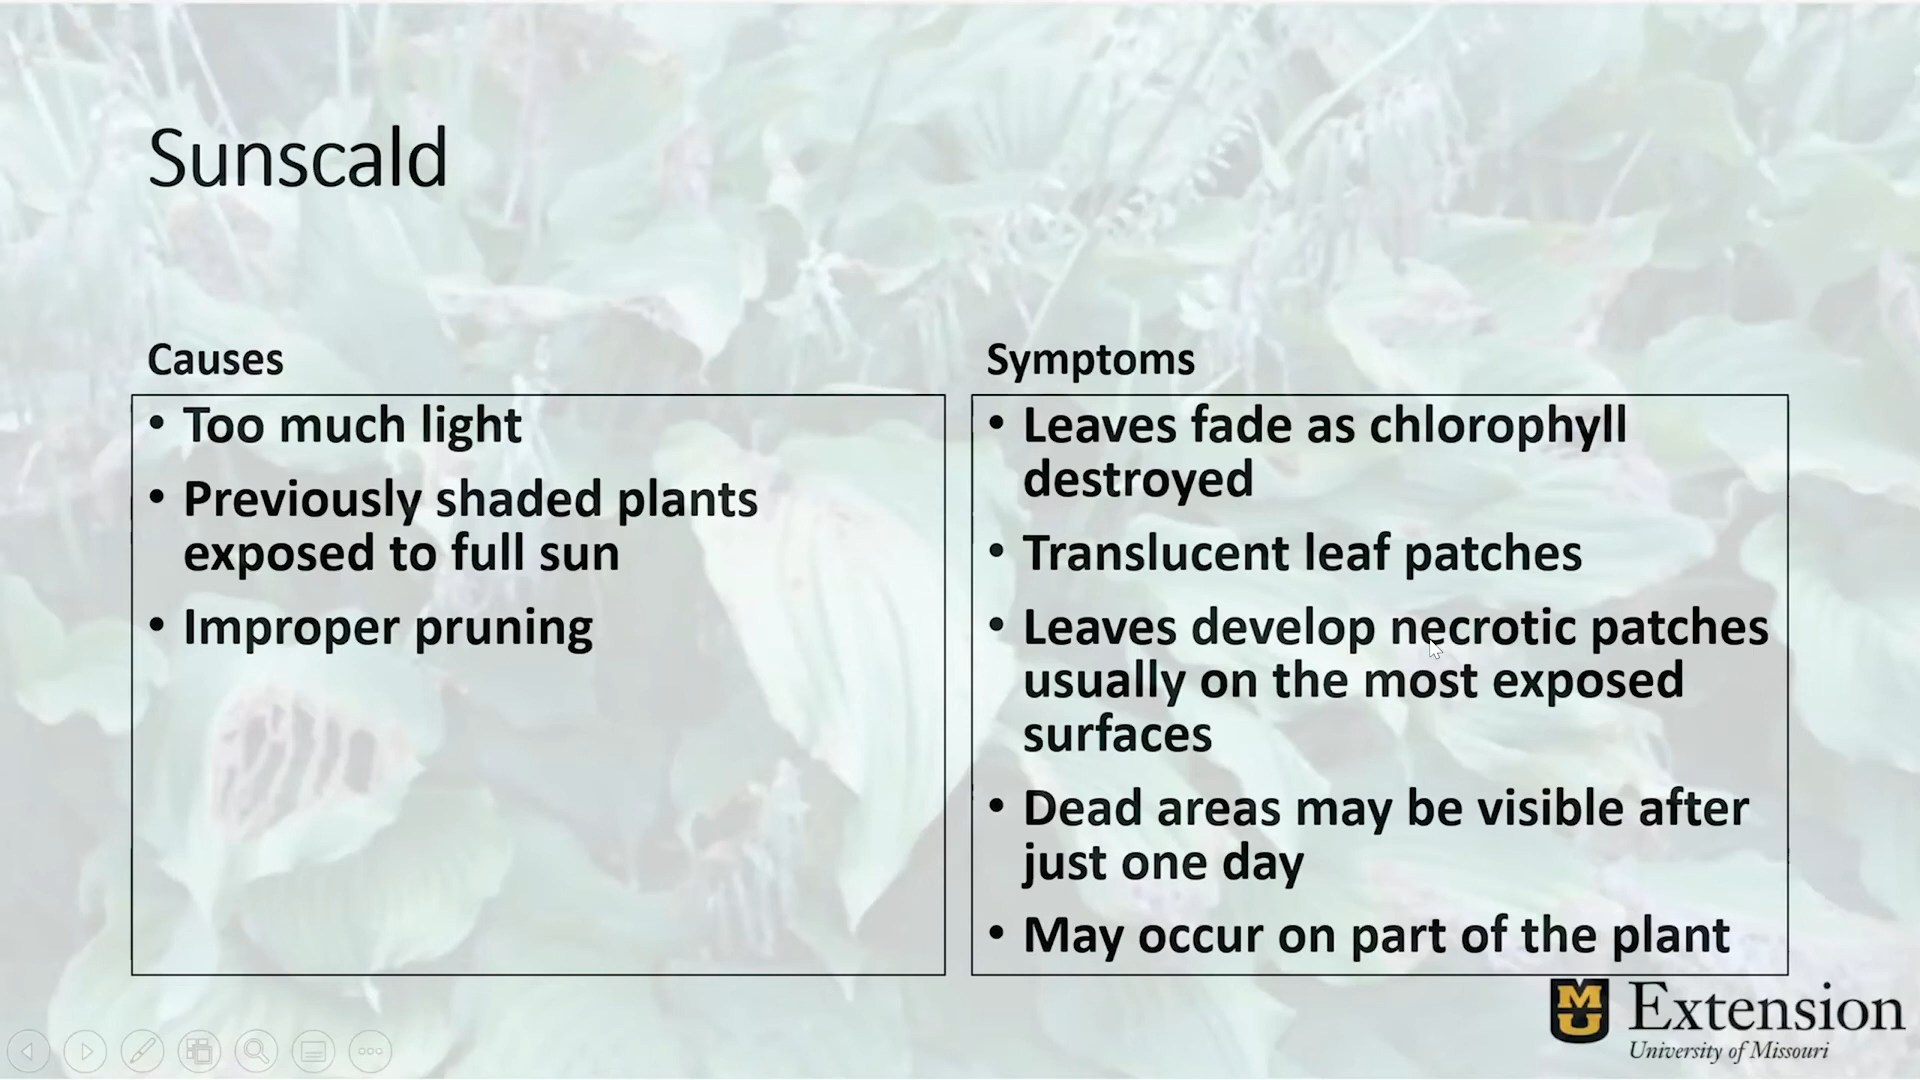 Sunscald
Causes
• Too much light
• Previously shaded plants
exposed to full sun
• Improper pruning
Symptoms
• Leaves fade as chlorophyll
destroyed
• Translucent leaf patches
• Leaves develop necrotic patches
usually on the most exposed
surfaces
• Dead areas may be visible after
just one day
• May occur on part of the plant
MU Extension
University of Missouri